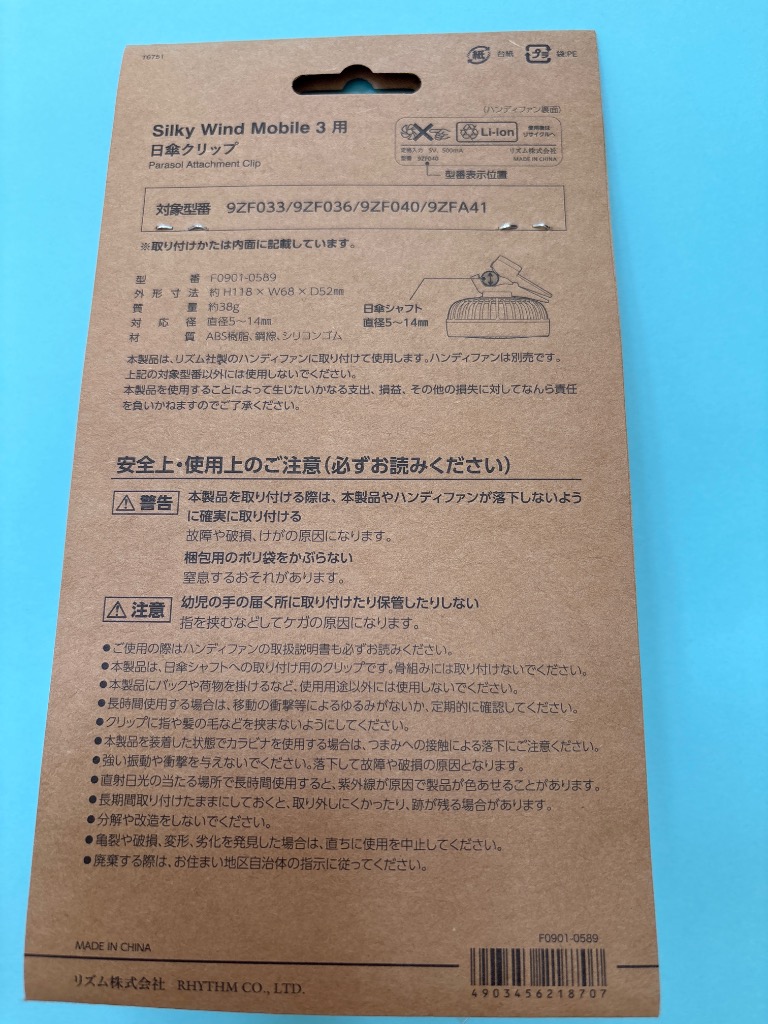 T6751
紙 台紙 プラ 袋:PE
Silky Wind Mobile 3 用
日傘クリップ
Parasol Attachment Clip
(ハンディファン裏面)
Li-Ion
使用後は
リサイクルへ
定格入力 5V, 500mA
型番 9ZF040
リズム株式会社
MADE IN CHINA
型番表示位置
対象型番 9ZF033/9ZF036/9ZF040/9ZFA41
※取り付けかたは内面に記載しています。
型番 F0901-0589
外形寸法 約H118×W68×D52㎜
質量 約38g
対応径 直径5~14㎜
材質 ABS樹脂、鋼線、シリコンゴム
日傘シャフト
直径5~14㎜
本製品は、リズム社製のハンディファンに取り付けて使用します。ハンディファンは別売です。
上記の対象型番以外には使用しないでください。
本製品を使用することによって生じたいかなる支出、損益、その他の損失に対してなんら責任
を負いかねますのでご了承ください。
安全上・使用上のご注意(必ずお読みください)
警告
本製品を取り付ける際は、本製品やハンディファンが落下しないよう
に確実に取り付ける
故障や破損、けがの原因になります。
梱包用のポリ袋をかぶらない
窒息するおそれがあります。
注意
幼児の手の届く所に取り付けたり保管したりしない
指を挟むなどしてケガの原因になります。
●ご使用の際はハンディファンの取扱説明書も必ずお読みください。
●本製品は、日傘シャフトへの取り付け用のクリップです。骨組みには取り付けないでください。
●本製品にバックや荷物を掛けるなど、使用用途以外には使用しないでください。
●長時間使用する場合は、移動の衝撃等によるゆるみがないか、定期的に確認してください。
●クリップに指や髪の毛などを挟まないようにしてください。
●本製品を装着した状態でカラビナを使用する場合は、つまみへの接触による落下にご注意ください。
●強い振動や衝撃を与えないでください。落下して故障や破損の原因となります。
●直射日光の当たる場所で長時間使用すると、紫外線が原因で製品が色あせることがあります。
●長期間取り付けたままにしておくと、取り外しにくかったり、跡が残る場合があります。
●分解や改造をしないでください。
●亀裂や破損、変形、劣化を発見した場合は、直ちに使用を中止してください。
●廃棄する際は、お住まい地区自治体の指示に従ってください。
MADE IN CHINA
F0901-0589
リズム株式会社 RHYTHM CO., LTD.
4903456218707